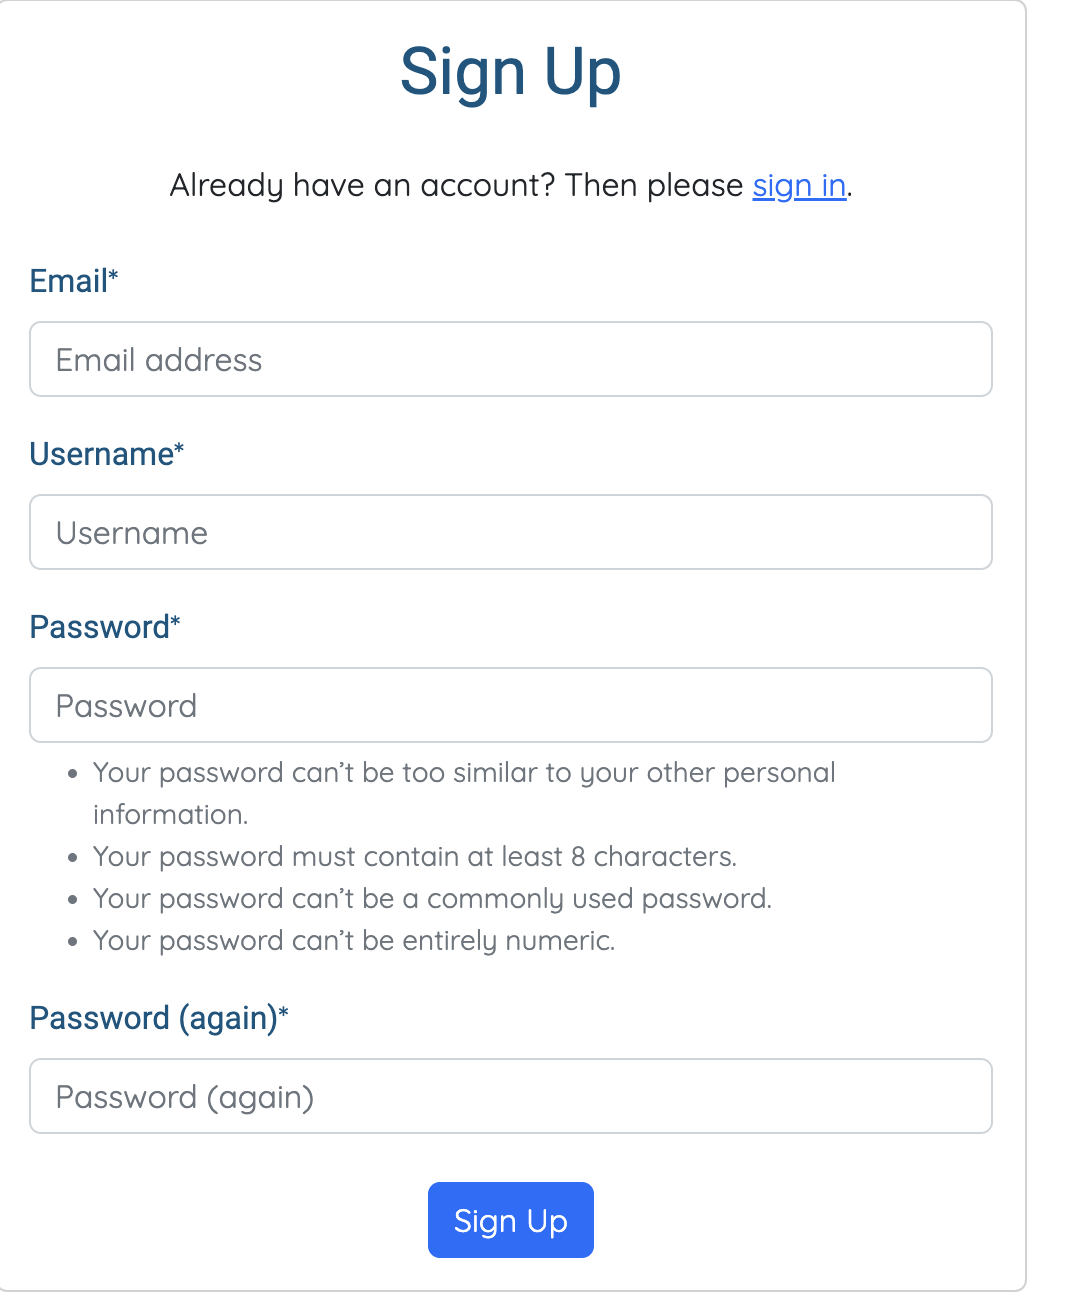 Sign Up
Already have an account? Then please sign in.
Email*
Email address
Username*
Username
Password*
Password
• Your password can’t be too similar to your other personal
information.
• Your password must contain at least 8 characters.
• Your password can’t be a commonly used password.
• Your password can’t be entirely numeric.
Password (again)*
Password (again)
Sign Up